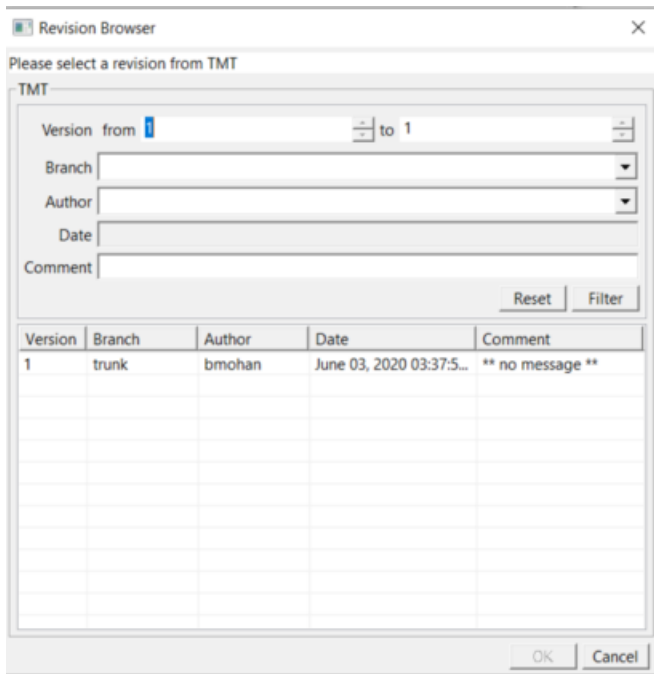 Revision Browser
Please select a revision from TMT
TMT
Version from 1 to 1
Branch
Author
Date
Comment
Reset Filter
Version Branch Author Date Comment
1 trunk bmohan June 03, 2020 03:37:5... ** no message **
OK Cancel